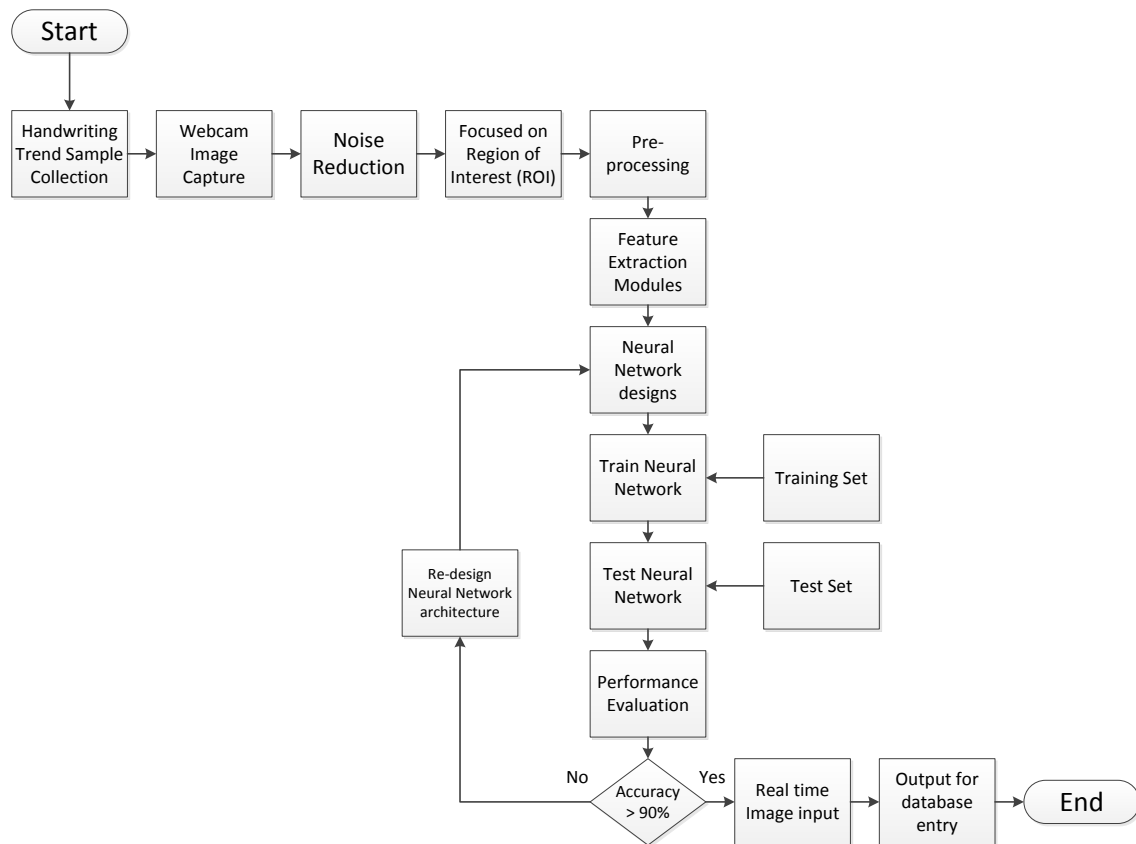 Start
Handwriting
Trend Sample
Collection
Webcam
Image
Capture
Noise
Reduction
Focused on
Region of
Interest (ROI)
Pre-
processing
Feature
Extraction
Modules
Neural
Network
designs
Train Neural
Network
Training Set
Re-design
Neural Network
architecture
Test Neural
Network
Test Set
Performance
Evaluation
No
Accuracy
> 90%
Yes
Real time
Image input
Output for
database
entry
End